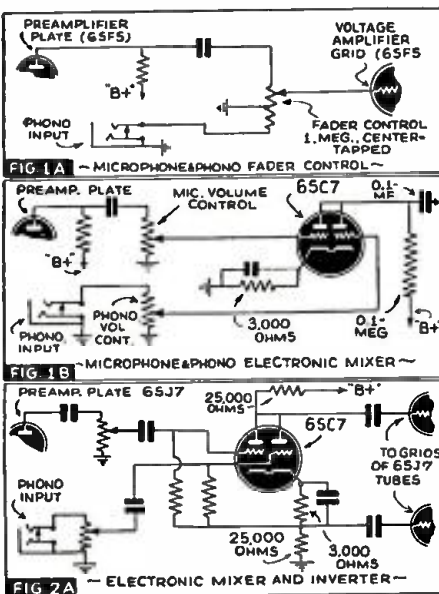 PREAMPLIFIER
PLATE (6SF5)
VOLTAGE
AMPLIFIER
GRID (6SF5
"B+"
PHONO
INPUT
FADER CONTROL
1. MEG., CENTER-
TAPPED
FIG 1A ~ MICROPHONE & PHONO FADER CONTROL ~
PREAMP. PLATE
MIC. VOLUME
CONTROL
6SC7
0.1-
MF
"B+"
PHONO
INPUT
PHONO
VOL
CONT.
3,000
OHMS
0.1-
MEG
"B+"
FIG 1B ~ MICROPHONE & PHONO ELECTRONIC MIXER ~
PREAMP. PLATE 6SJ7
25,000
OHMS
"B+"
6SC7
TO GRIDS
OF 6SJ7
TUBES
PHONO
INPUT
25,000
OHMS
3,000
OHMS
FIG 2A ~ ELECTRONIC MIXER AND INVERTER ~